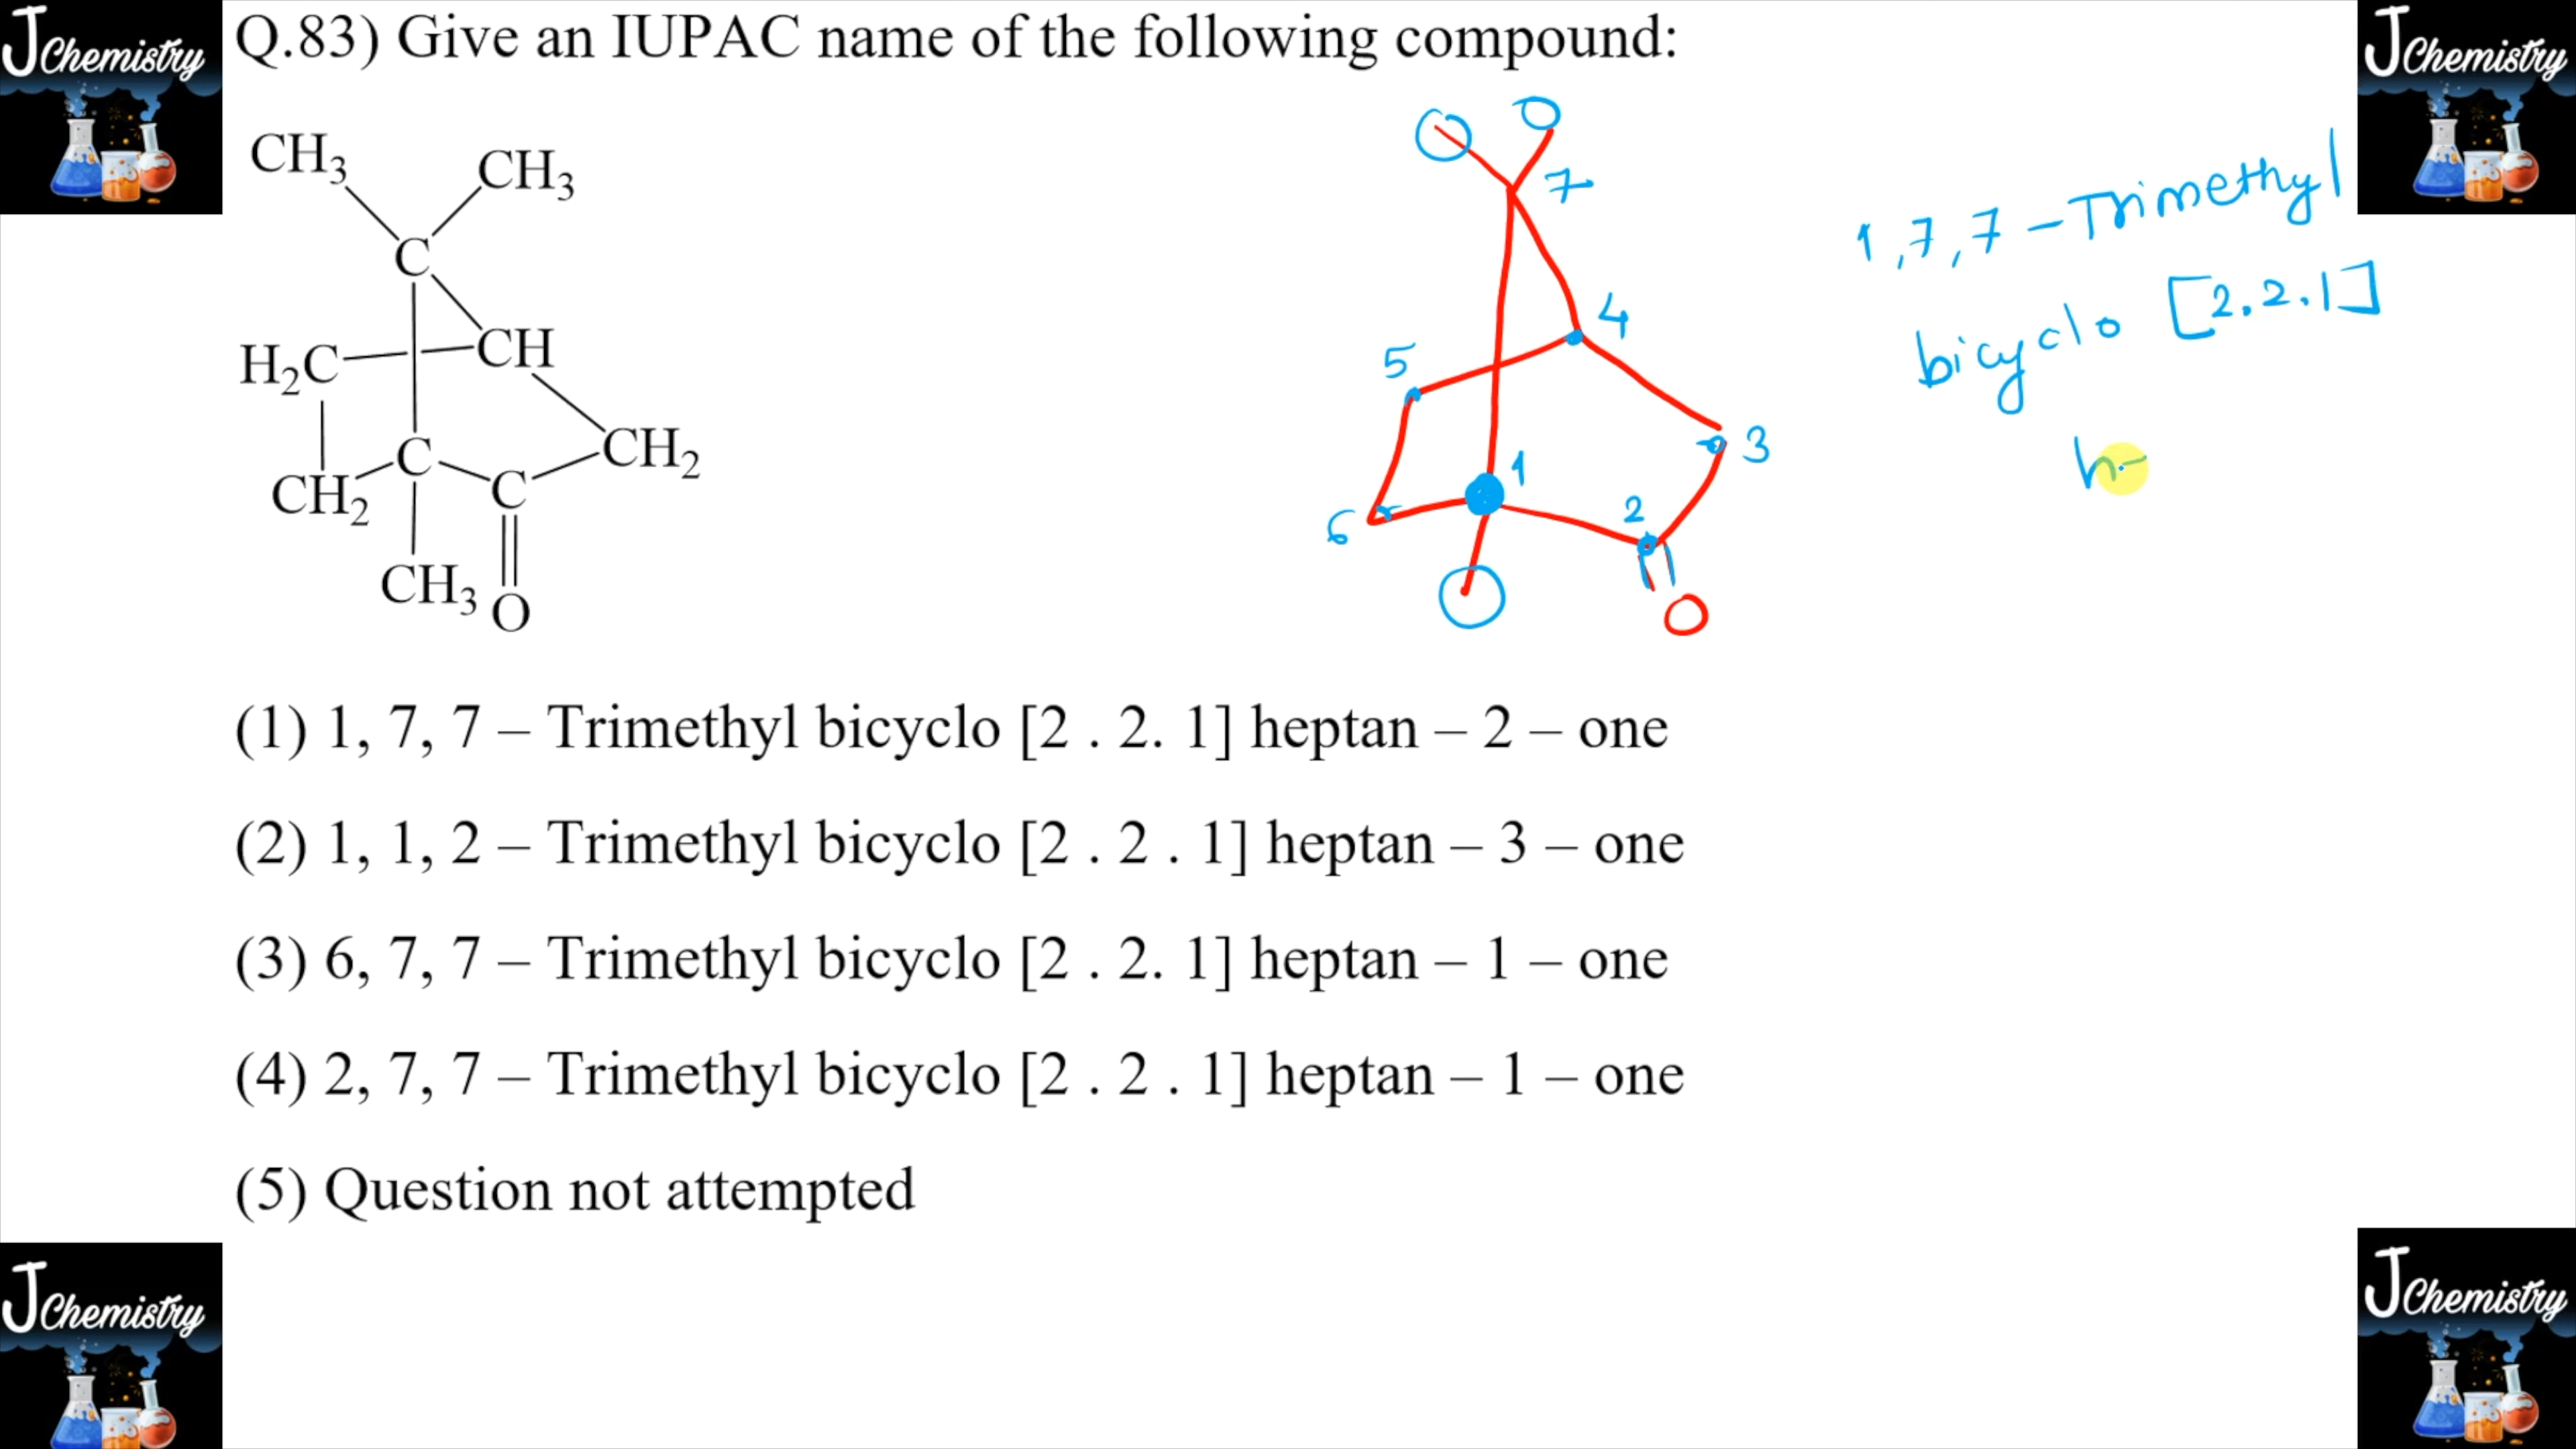 J Chemistry
Q.83) Give an IUPAC name of the following compound:
J Chemistry
CH₃
CH₃
C
H₂C
CH
C
CH₂
CH₂
C
CH₃
O
7
4
5
3
1
2
6
O
1,7,7 – Trimethyl
bicyclo [2.2.1]
h
(1) 1, 7, 7 – Trimethyl bicyclo [2 . 2. 1] heptan – 2 – one
(2) 1, 1, 2 – Trimethyl bicyclo [2 . 2 . 1] heptan – 3 – one
(3) 6, 7, 7 – Trimethyl bicyclo [2 . 2. 1] heptan – 1 – one
(4) 2, 7, 7 – Trimethyl bicyclo [2 . 2 . 1] heptan – 1 – one
(5) Question not attempted
J Chemistry
J Chemistry